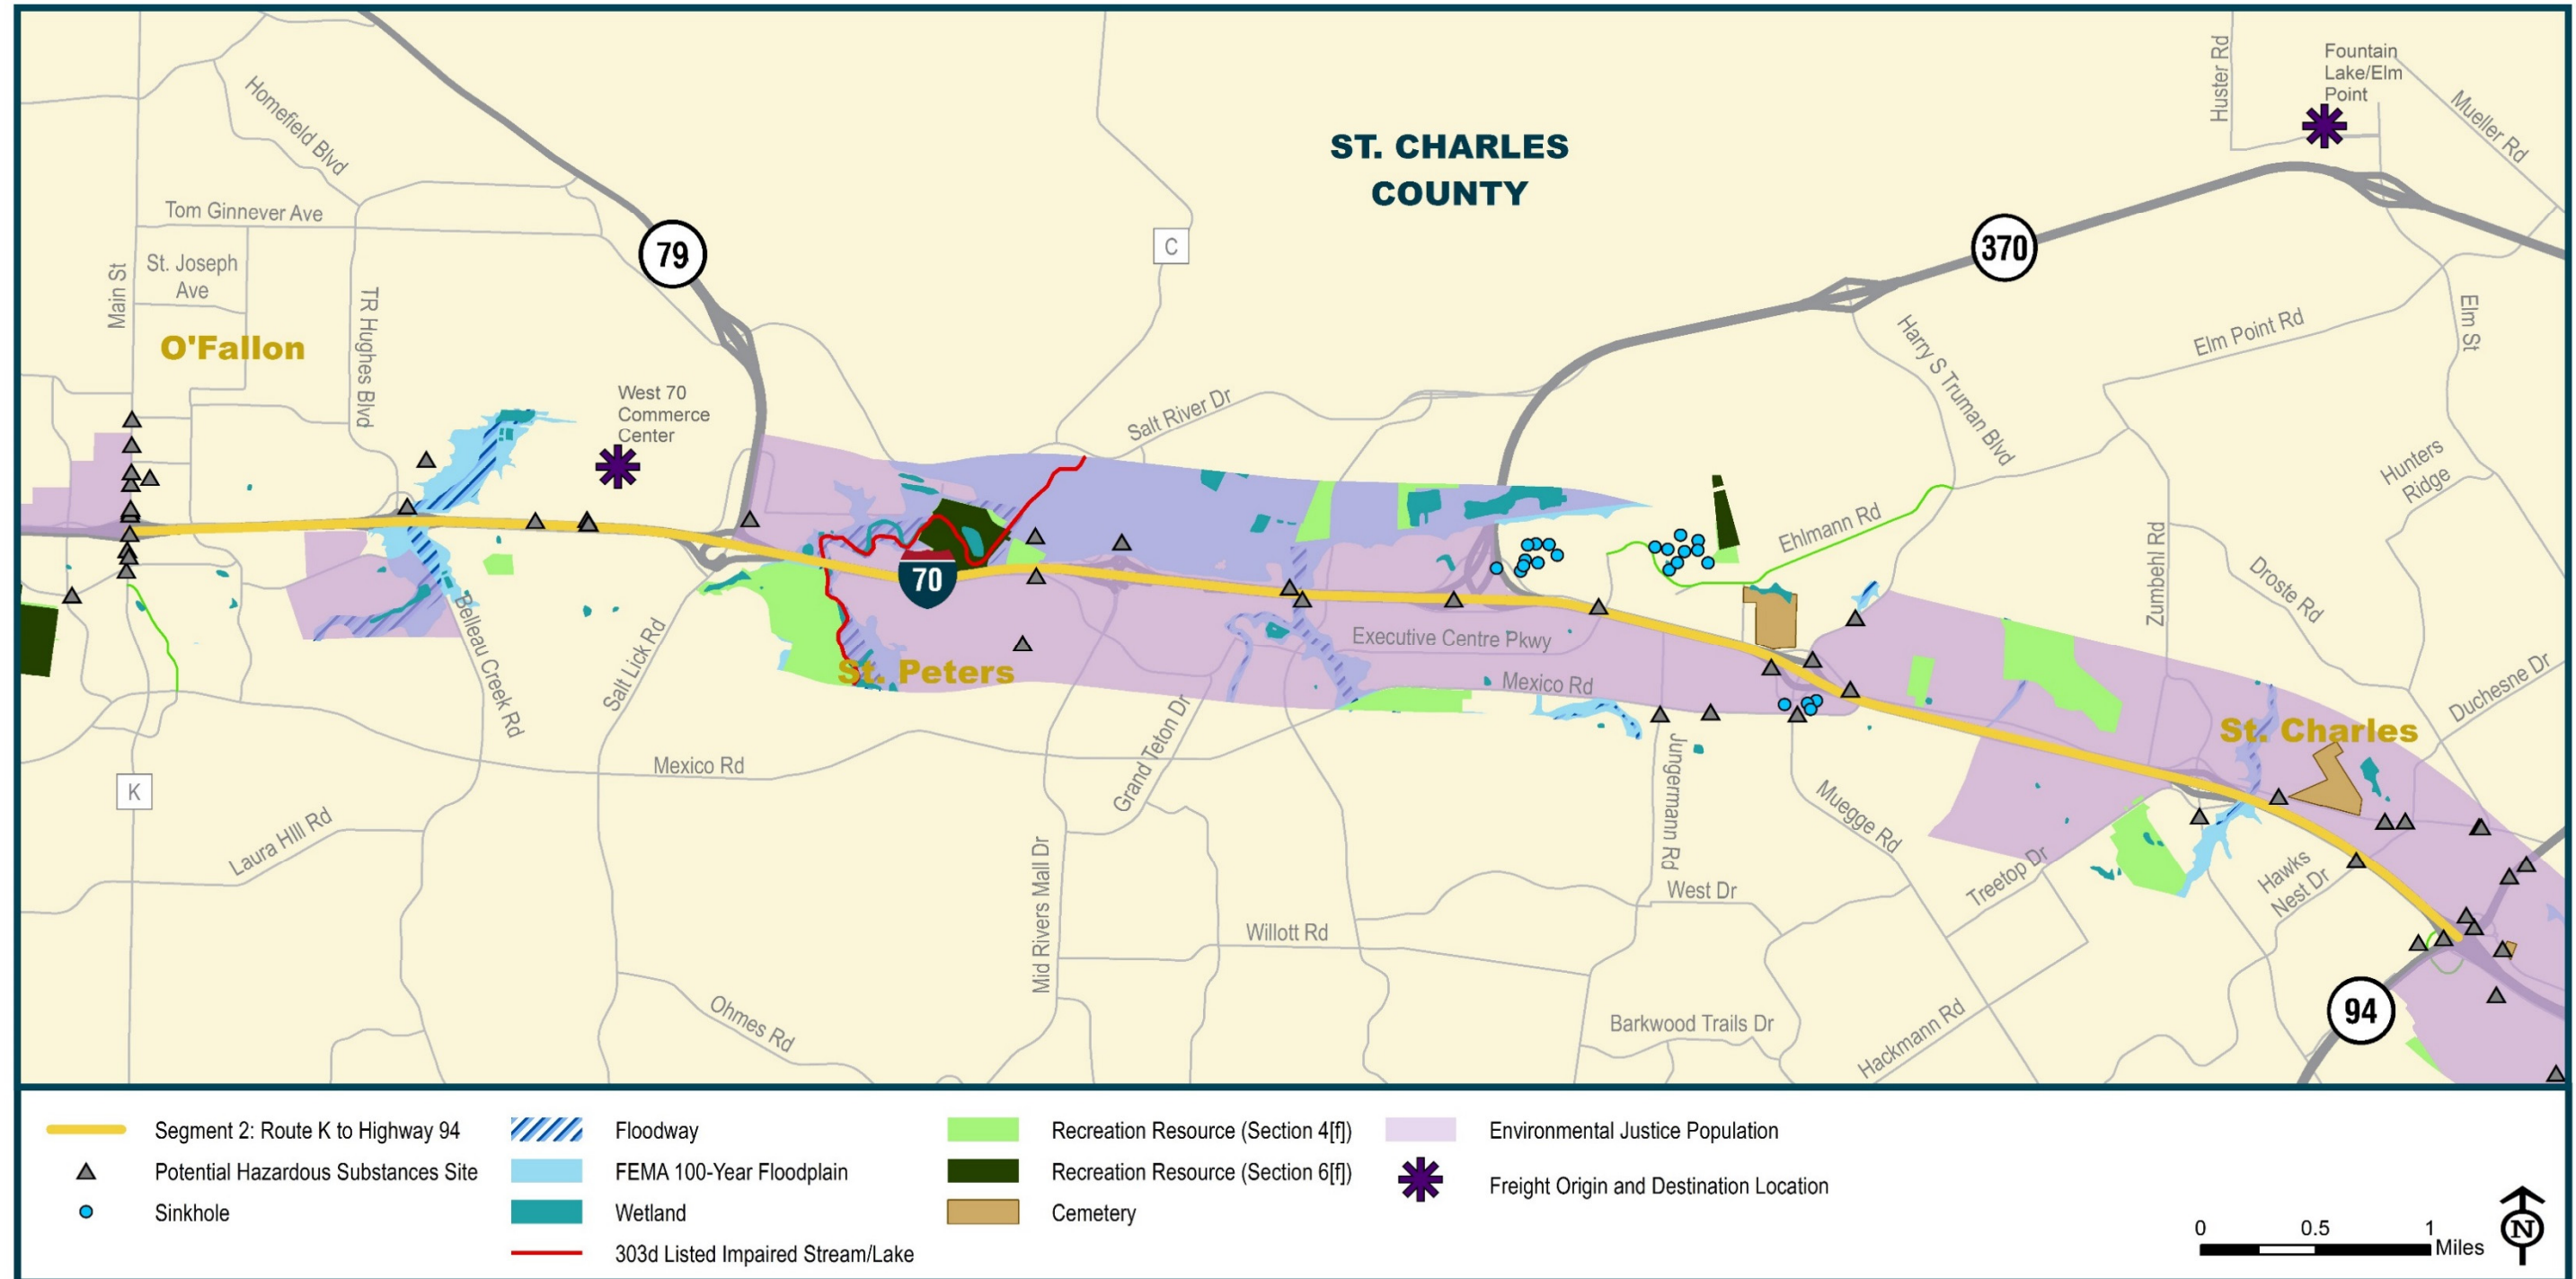 Homefield Blvd
Tom Ginnever Ave
Main St
St. Joseph
Ave
TR Hughes Blvd
O'Fallon
79
West 70
Commerce
Center
C
ST. CHARLES
COUNTY
Salt River Dr
370
Huster Rd
Fountain
Lake/Elm
Point
Mueller Rd
Harry S Truman Blvd
Elm Point Rd
Elm St
Hunters
Ridge
Ehlmann Rd
Zumbehl Rd
Droste Rd
Duchesne Dr
70
Belleau Creek Rd
Salt Lick Rd
St. Peters
Executive Centre Pkwy
Mexico Rd
St. Charles
K
Mexico Rd
Laura HIll Rd
Grand Teton Dr
Mid Rivers Mall Dr
Jungermann Rd
Muegge Rd
West Dr
Willott Rd
Treetop Dr
Hawks
Nest Dr
Ohmes Rd
Barkwood Trails Dr
Hackmann Rd
94
Segment 2: Route K to Highway 94
Potential Hazardous Substances Site
Sinkhole
Floodway
FEMA 100-Year Floodplain
Wetland
303d Listed Impaired Stream/Lake
Recreation Resource (Section 4[f])
Recreation Resource (Section 6[f])
Cemetery
Environmental Justice Population
Freight Origin and Destination Location
0 0.5 1
Miles
N